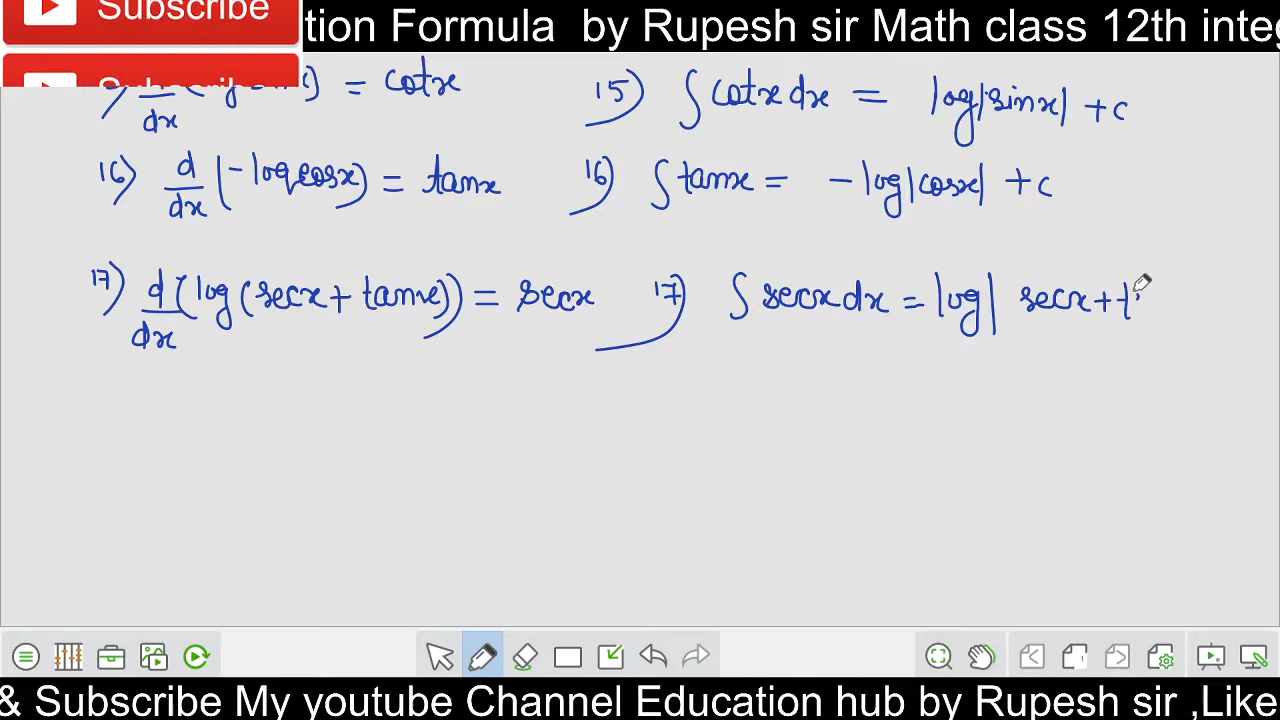 Subscribe
tion Formula by Rupesh sir Math class 12th integ
Subscribe
d/dx = cotx
15) ∫cotx dx = log|sinx| + c
16) d/dx (-log cosx) = tanx
16) ∫tanx = -log|cosx| + c
17) d/dx (log(secx + tanx)) = secx
17) ∫ secx dx = log| secx + t
& Subscribe My youtube Channel Education hub by Rupesh sir ,Like